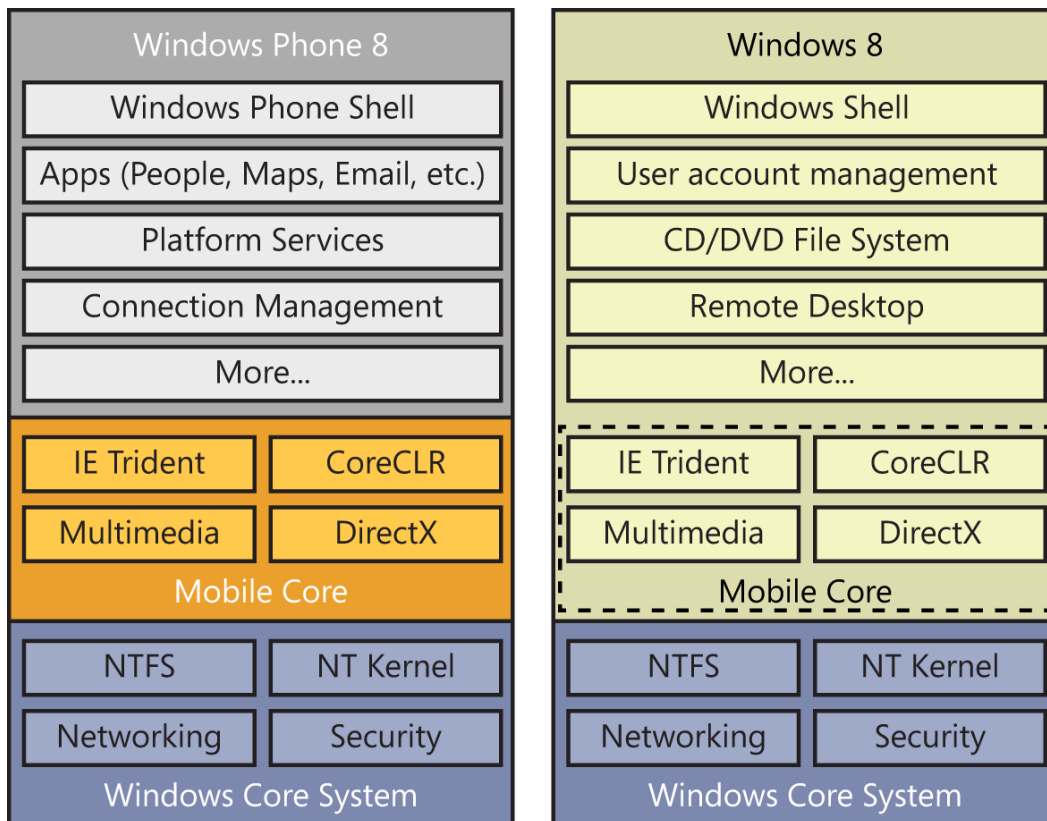 Windows Phone 8
Windows Phone Shell
Apps (People, Maps, Email, etc.)
Platform Services
Connection Management
More...
IE Trident
CoreCLR
Multimedia
DirectX
Mobile Core
NTFS
NT Kernel
Networking
Security
Windows Core System
Windows 8
Windows Shell
User account management
CD/DVD File System
Remote Desktop
More...
IE Trident
CoreCLR
Multimedia
DirectX
Mobile Core
NTFS
NT Kernel
Networking
Security
Windows Core System